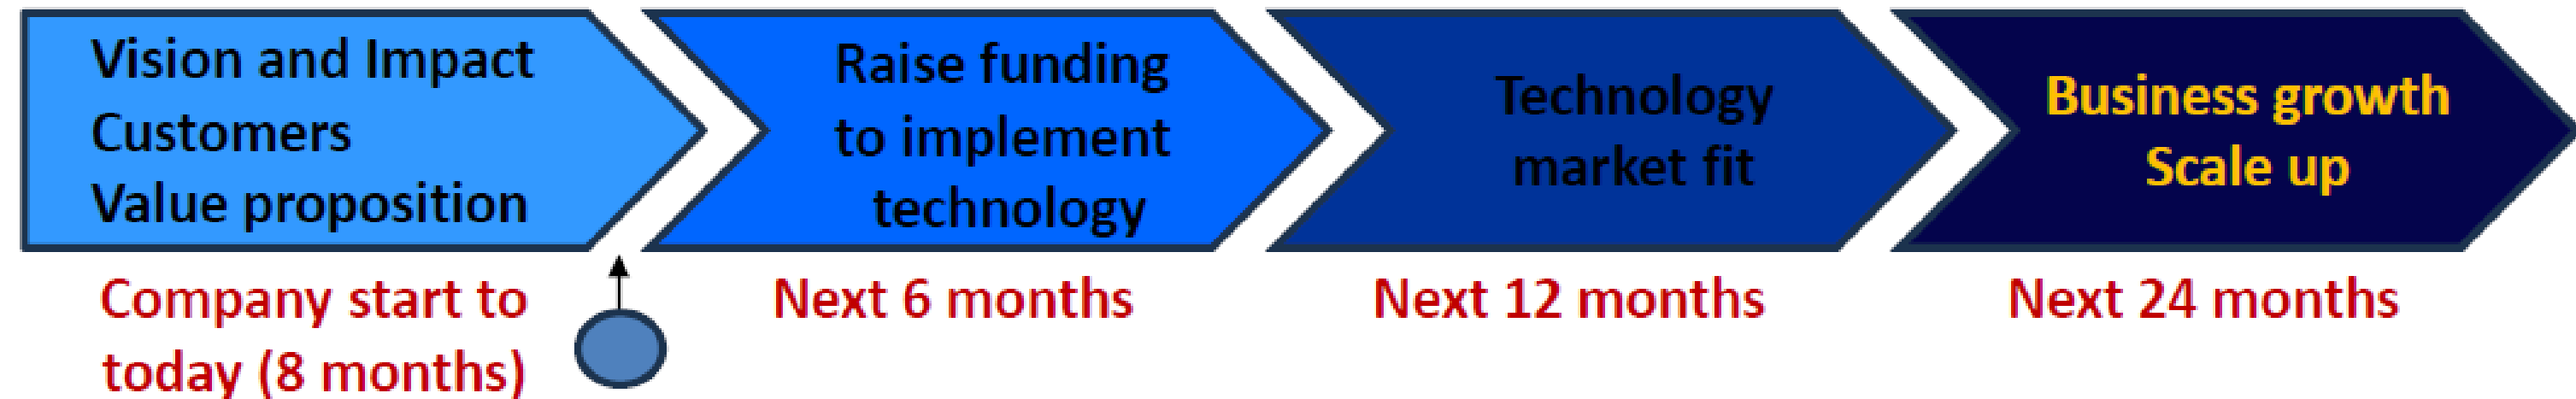 Vision and Impact
Customers
Value proposition
Raise funding
to implement
technology
Technology
market fit
Business growth
Scale up
Company start to
today (8 months)
Next 6 months
Next 12 months
Next 24 months